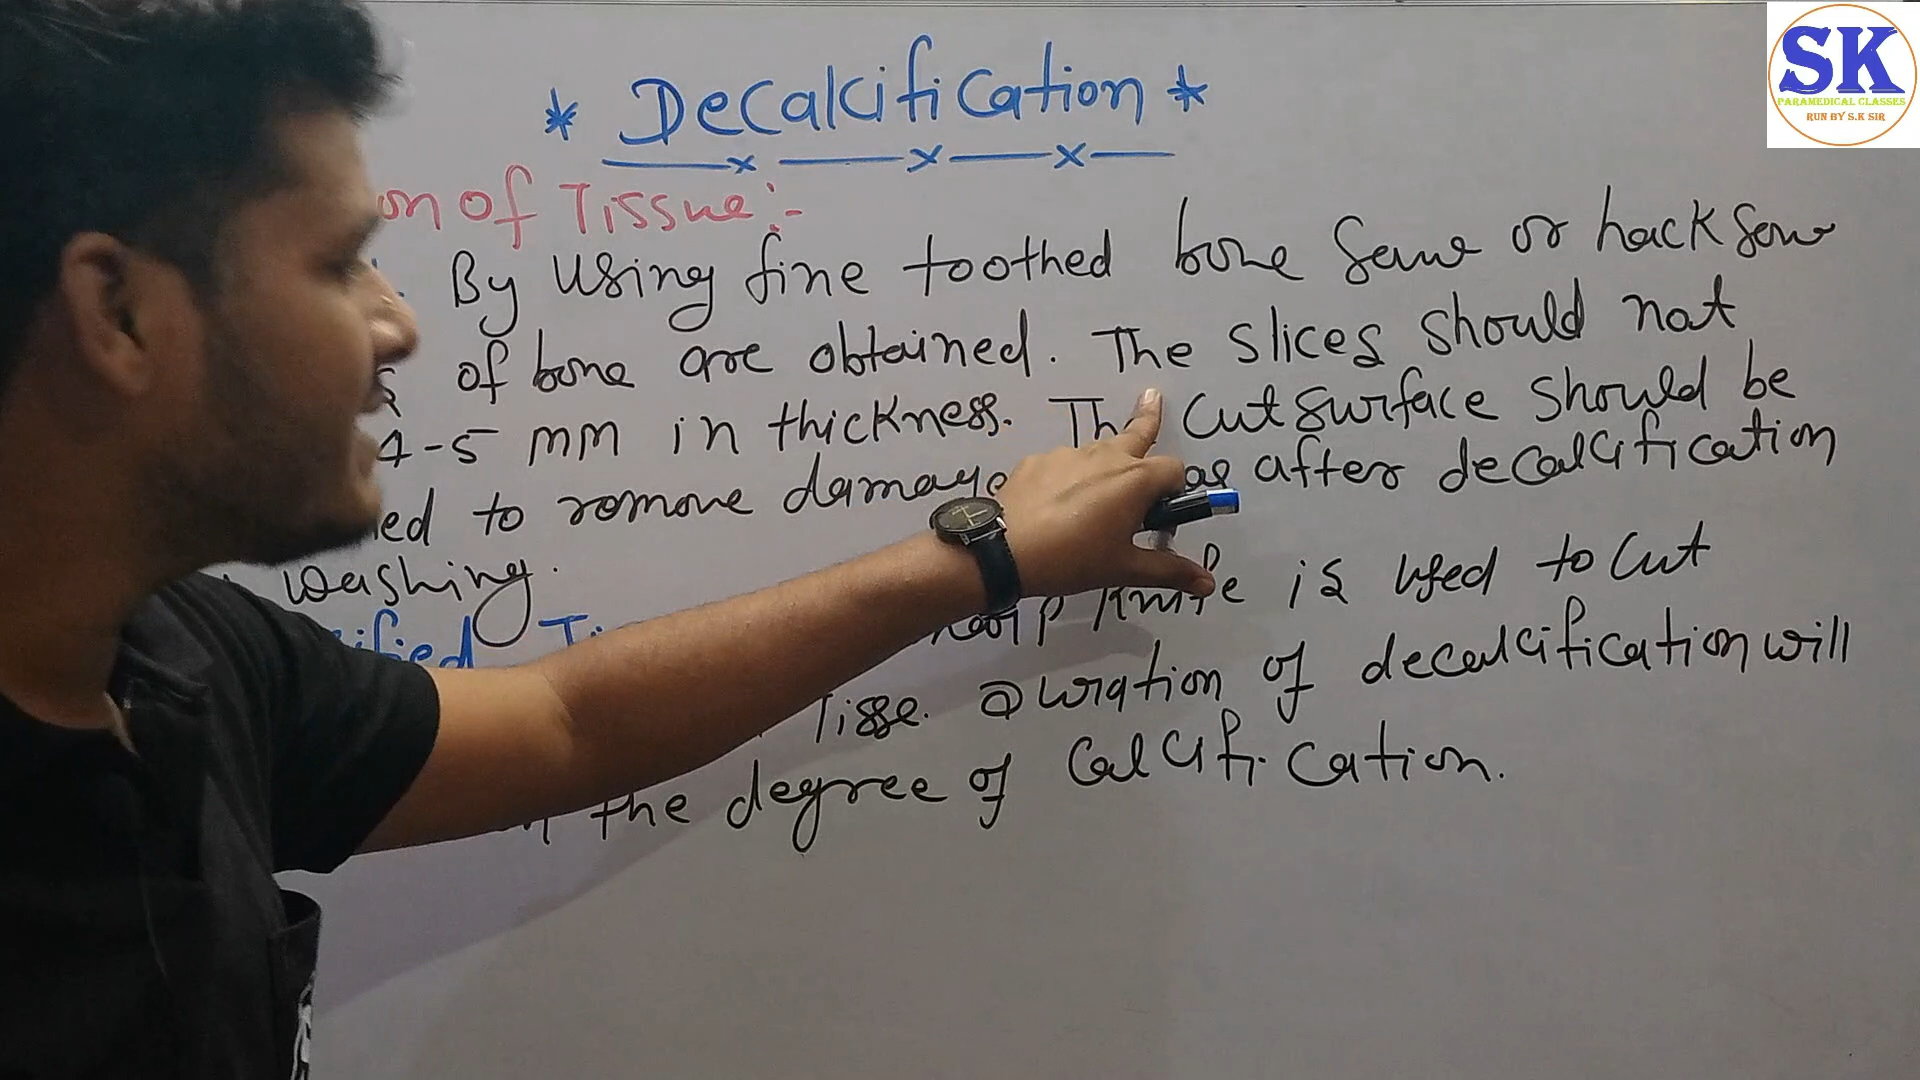 * Decalcification *
on of Tissue :-
By using fine toothed bone saw or hack saw
of bone are obtained. The slices should not
4-5 mm in thickness. The cut surface should be
ed to remove damage after decalcification
washing.
ified
knife is used to cut
Tisse. Duration of decalcification will
the degree of calcification.
SK
PARAMEDICAL CLASSES
RUN BY S.K SIR